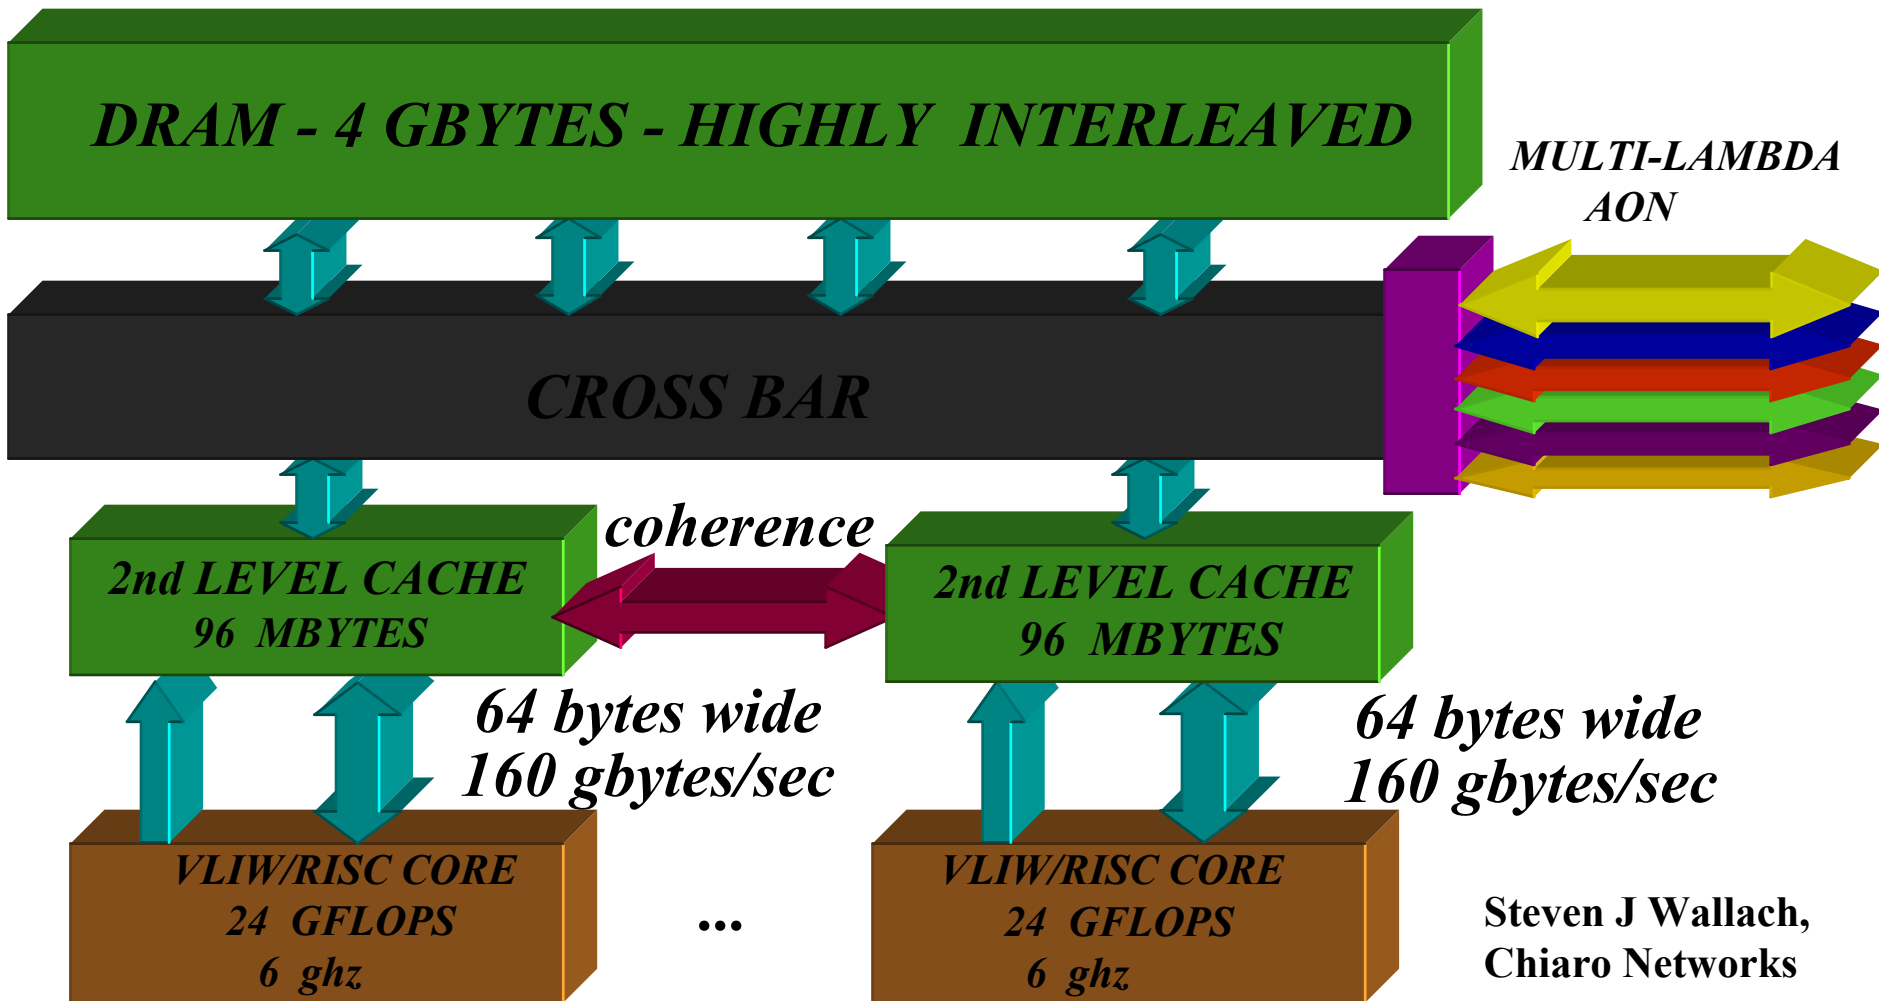 DRAM - 4 GBYTES - HIGHLY INTERLEAVED
MULTI-LAMBDA
AON
CROSS BAR
coherence
2nd LEVEL CACHE
96 MBYTES
2nd LEVEL CACHE
96 MBYTES
64 bytes wide
160 gbytes/sec
64 bytes wide
160 gbytes/sec
VLIW/RISC CORE
24 GFLOPS
6 ghz
...
VLIW/RISC CORE
24 GFLOPS
6 ghz
Steven J Wallach,
Chiaro Networks